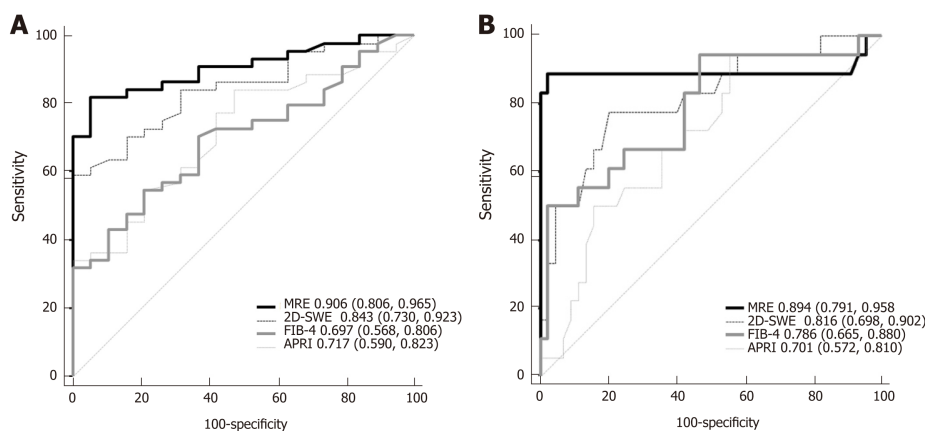 A
100
80
60
40
20
0
Sensitivity
MRE 0.906 (0.806, 0.965)
2D-SWE 0.843 (0.730, 0.923)
FIB-4 0.697 (0.568, 0.806)
APRI 0.717 (0.590, 0.823)
0 20 40 60 80 100
100-specificity
B
100
80
60
40
20
0
Sensitivity
MRE 0.894 (0.791, 0.958
2D-SWE 0.816 (0.698, 0.902)
FIB-4 0.786 (0.665, 0.880)
APRI 0.701 (0.572, 0.810)
0 20 40 60 80 100
100-specificity